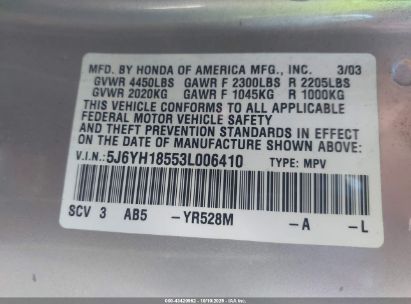 MFD. BY HONDA OF AMERICA MFG., INC. 3/03
GVWR 4450LBS GAWR F 2300LBS R 2205LBS
GVWR 2020KG GAWR F 1045KG R 1000KG
THIS VEHICLE CONFORMS TO ALL APPLICABLE
FEDERAL MOTOR VEHICLE SAFETY
AND THEFT PREVENTION STANDARDS IN EFFECT
ON THE DATE OF MANUFACTURE SHOWN ABOVE.
V.I.N.: 5J6YH18553L006410 TYPE: MPV
SCV 3 AB5 -YR528M -A -L